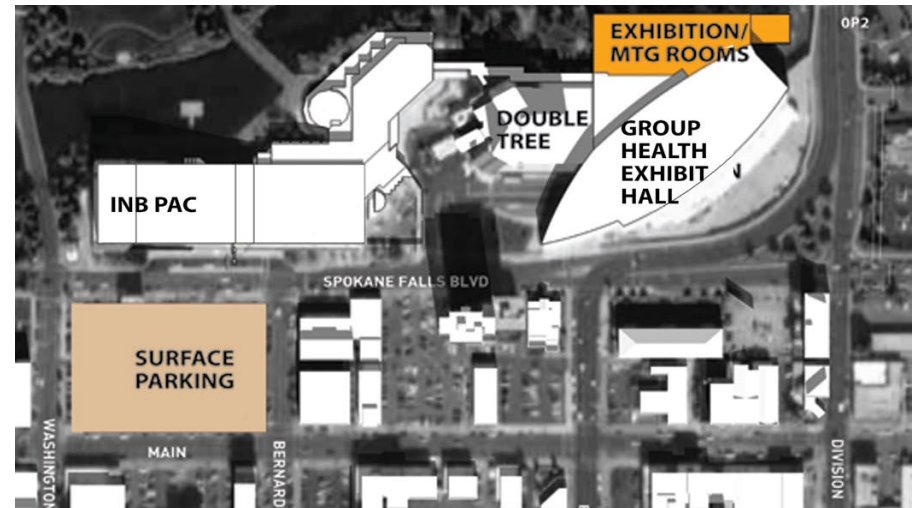 EXHIBITION/
MTG ROOMS
OP2
DOUBLE
TREE
GROUP
HEALTH
EXHIBIT
HALL
INB PAC
SPOKANE FALLS BLVD
SURFACE
PARKING
WASHINGTON
MAIN
BERNARD
DIVISION